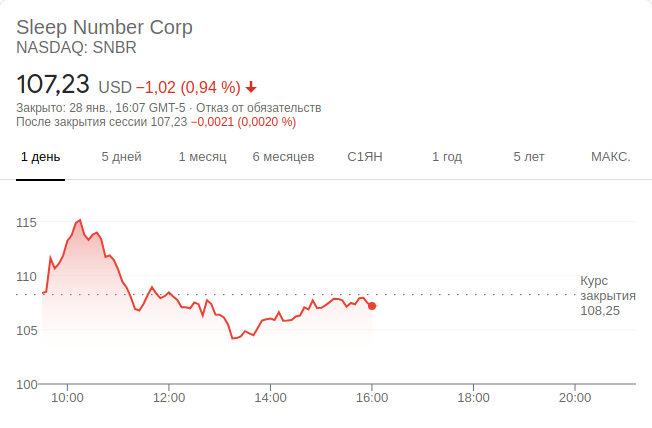 Sleep Number Corp
NASDAQ: SNBR
107,23 USD −1,02 (0,94 %)
Закрыто: 28 янв., 16:07 GMT-5 · Отказ от обязательств
После закрытия сессии 107,23 −0,0021 (0,0020 %)
1 день 5 дней 1 месяц 6 месяцев С1ЯН 1 год 5 лет МАКС.
115
110
Курс
закрытия
108,25
105
100
10:00 12:00 14:00 16:00 18:00 20:00